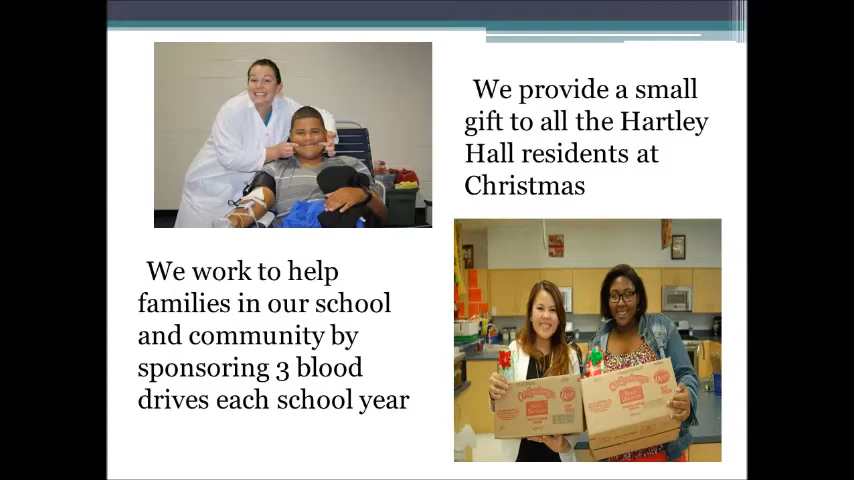 We provide a small
gift to all the Hartley
Hall residents at
Christmas
We work to help
families in our school
and community by
sponsoring 3 blood
drives each school year